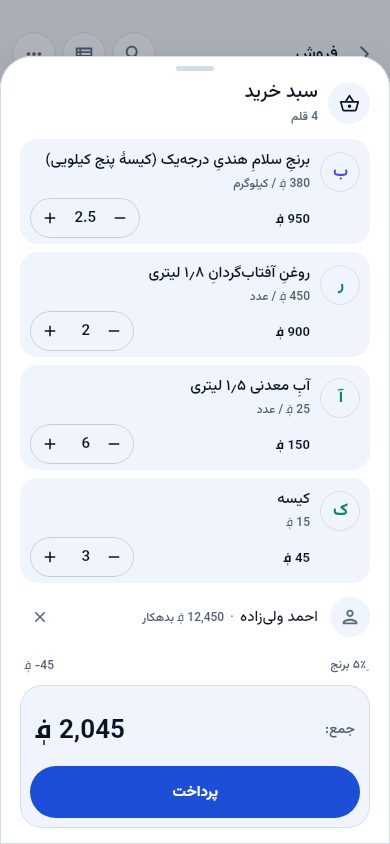 فروش
سبد خرید
4 قلم
ب
برنجِ سلامِ هندیِ درجه‌یک (کیسهٔ پنج کیلویی)
380 ؋ / کیلوگرم
950 ؋
2.5
ر
روغنِ آفتاب‌گردانِ ۱٫۸ لیتری
450 ؋ / عدد
900 ؋
2
آ
آبِ معدنی ۱٫۵ لیتری
25 ؋ / عدد
150 ؋
6
ک
کیسه
15 ؋
45 ؋
3
احمد ولی‌زاده · 12,450 ؋ بدهکار
۵٪ برنج
-45 ؋
جمع:
2,045 ؋
پرداخت